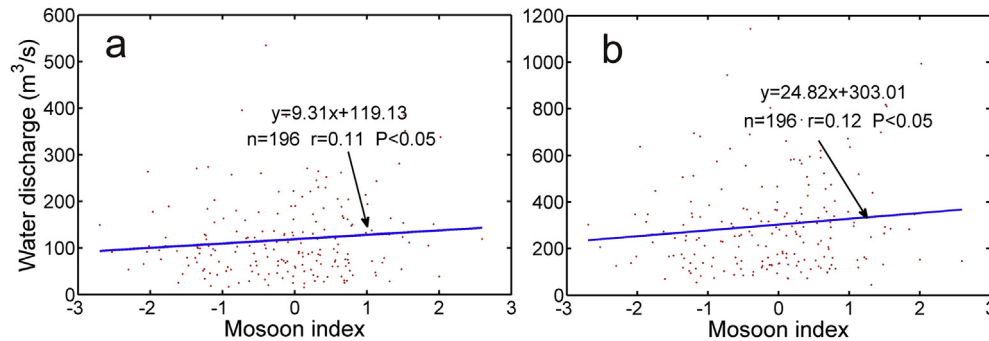 a
Water discharge (m³/s)
600
500
400
300
200
100
0
y=9.31x+119.13
n=196 r=0.11 P<0.05
-3 -2 -1 0 1 2 3
Mosoon index
b
1200
1000
800
600
400
200
0
y=24.82x+303.01
n=196 r=0.12 P<0.05
-3 -2 -1 0 1 2 3
Mosoon index